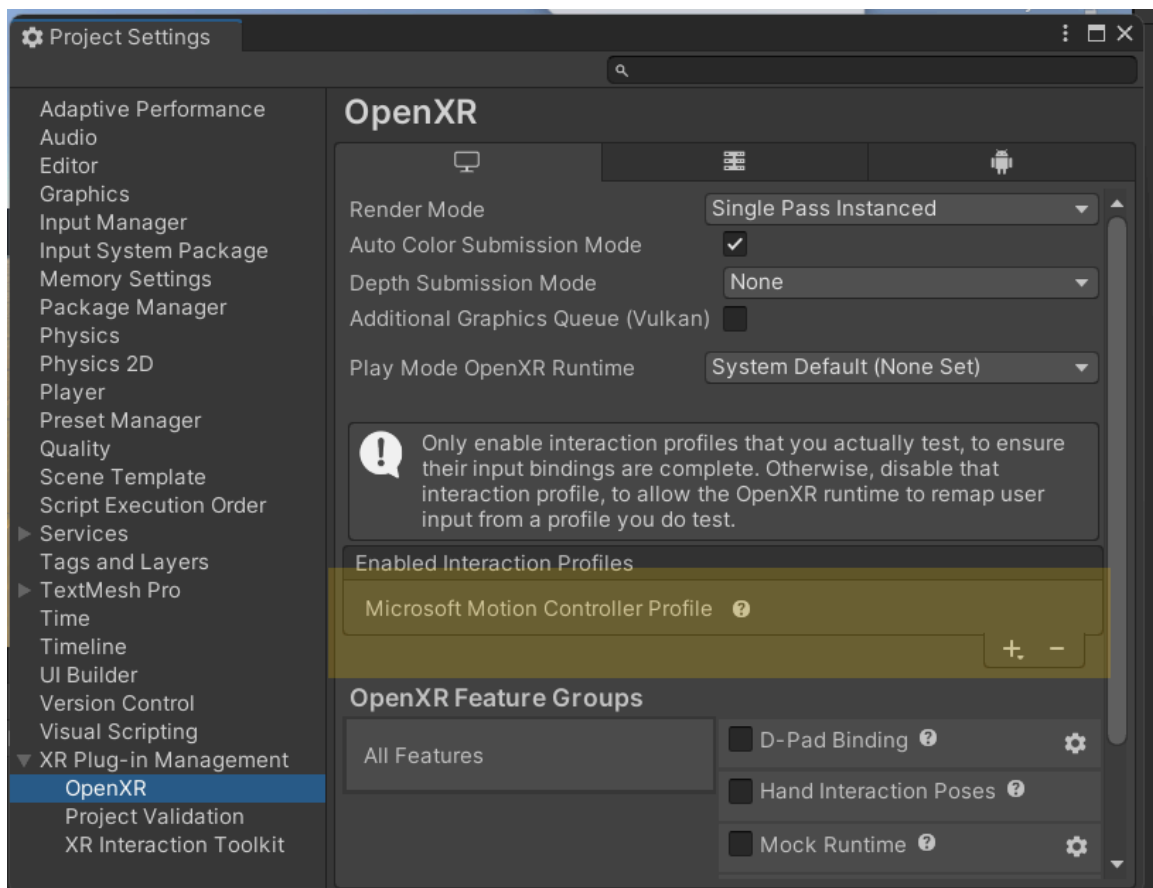 Project Settings
Adaptive Performance
Audio
Editor
Graphics
Input Manager
Input System Package
Memory Settings
Package Manager
Physics
Physics 2D
Player
Preset Manager
Quality
Scene Template
Script Execution Order
Services
Tags and Layers
TextMesh Pro
Time
Timeline
UI Builder
Version Control
Visual Scripting
XR Plug-in Management
OpenXR
Project Validation
XR Interaction Toolkit
OpenXR
Render Mode Single Pass Instanced
Auto Color Submission Mode
Depth Submission Mode None
Additional Graphics Queue (Vulkan)
Play Mode OpenXR Runtime System Default (None Set)
Only enable interaction profiles that you actually test, to ensure
their input bindings are complete. Otherwise, disable that
interaction profile, to allow the OpenXR runtime to remap user
input from a profile you do test.
Enabled Interaction Profiles
Microsoft Motion Controller Profile
OpenXR Feature Groups
All Features
D-Pad Binding
Hand Interaction Poses
Mock Runtime